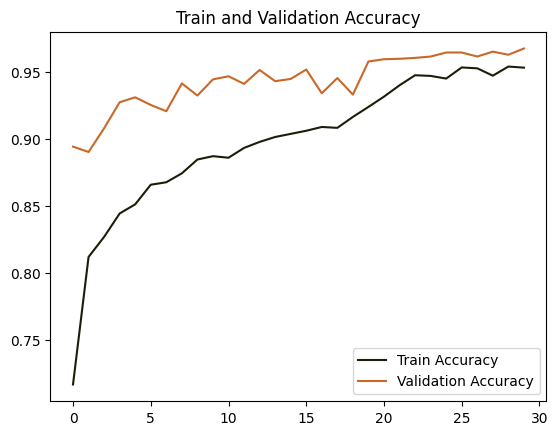 Train and Validation Accuracy
0.95
0.90
0.85
0.80
0.75
Train Accuracy
Validation Accuracy
0 5 10 15 20 25 30